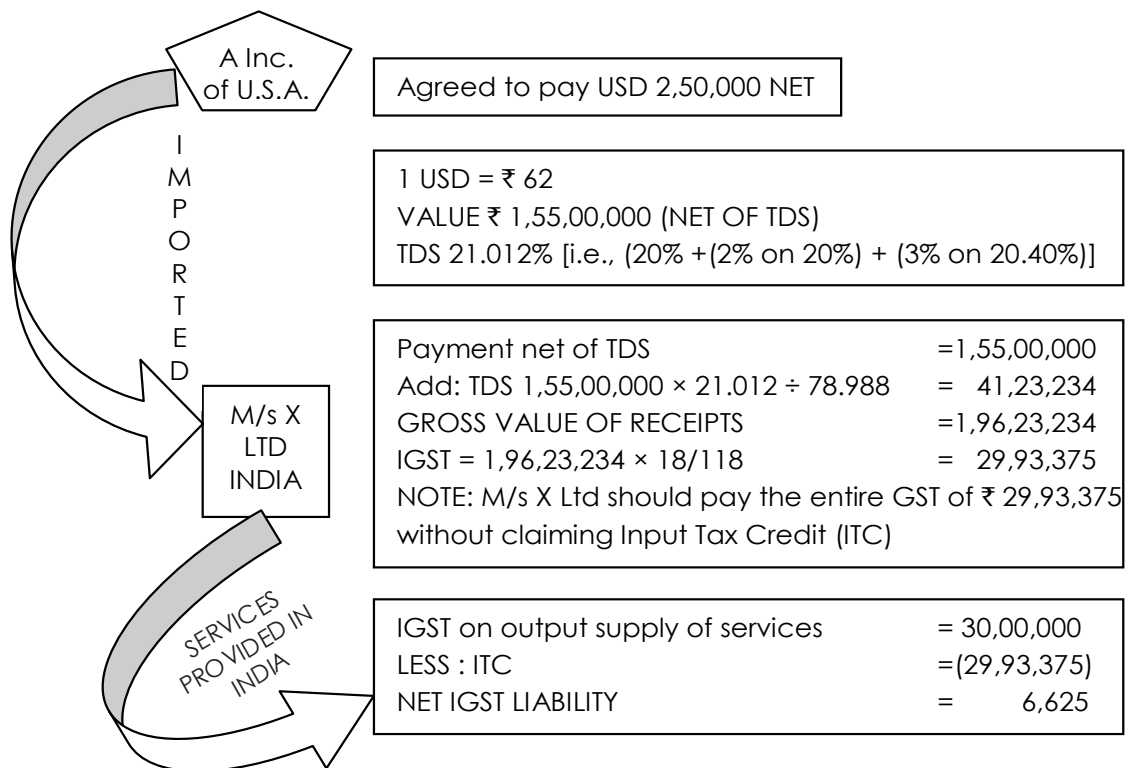 A Inc.
of U.S.A.
Agreed to pay USD 2,50,000 NET
IMPORTED
1 USD = ₹ 62
VALUE ₹ 1,55,00,000 (NET OF TDS)
TDS 21.012% [i.e., (20% +(2% on 20%) + (3% on 20.40%)]
Payment net of TDS =1,55,00,000
Add: TDS 1,55,00,000 × 21.012 ÷ 78.988 = 41,23,234
GROSS VALUE OF RECEIPTS =1,96,23,234
IGST = 1,96,23,234 × 18/118 = 29,93,375
NOTE: M/s X Ltd should pay the entire GST of ₹ 29,93,375
without claiming Input Tax Credit (ITC)
M/s X
LTD
INDIA
SERVICES
PROVIDED IN
INDIA
IGST on output supply of services = 30,00,000
LESS : ITC =(29,93,375)
NET IGST LIABILITY = 6,625